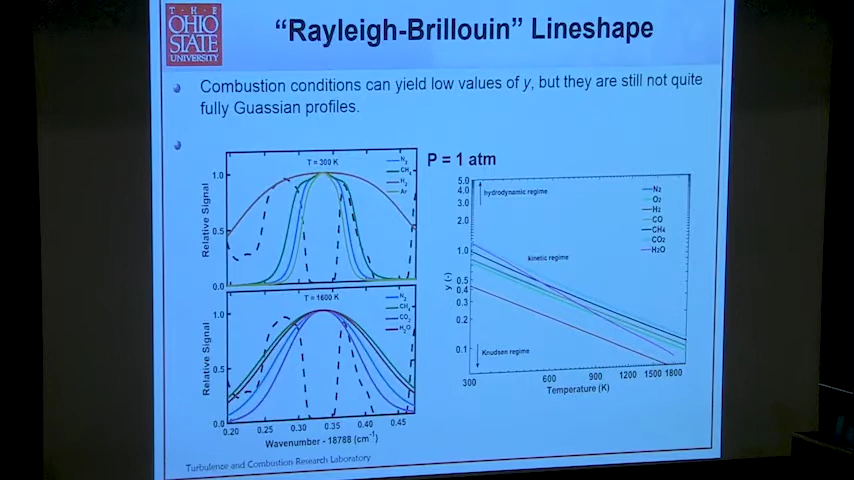 T · H · E
OHIO
STATE
UNIVERSITY
“Rayleigh-Brillouin” Lineshape
Combustion conditions can yield low values of y, but they are still not quite
fully Guassian profiles.
P = 1 atm
T = 300 K
N2
CH4
H2
Ar
1.0
0.5
0.0
Relative Signal
T = 1600 K
N2
CH4
CO2
H2O
1.0
0.5
0.0
Relative Signal
0.20 0.25 0.30 0.35 0.40 0.45
Wavenumber - 18788 (cm-1)
5.0
4.0
3.0
2.0
1.0
0.5
0.4
0.3
0.2
0.1
y (-)
hydrodynamic regime
kinetic regime
Knudsen regime
N2
O2
H2
CO
CH4
CO2
H2O
300 600 900 1200 1500 1800
Temperature (K)
Turbulence and Combustion Research Laboratory